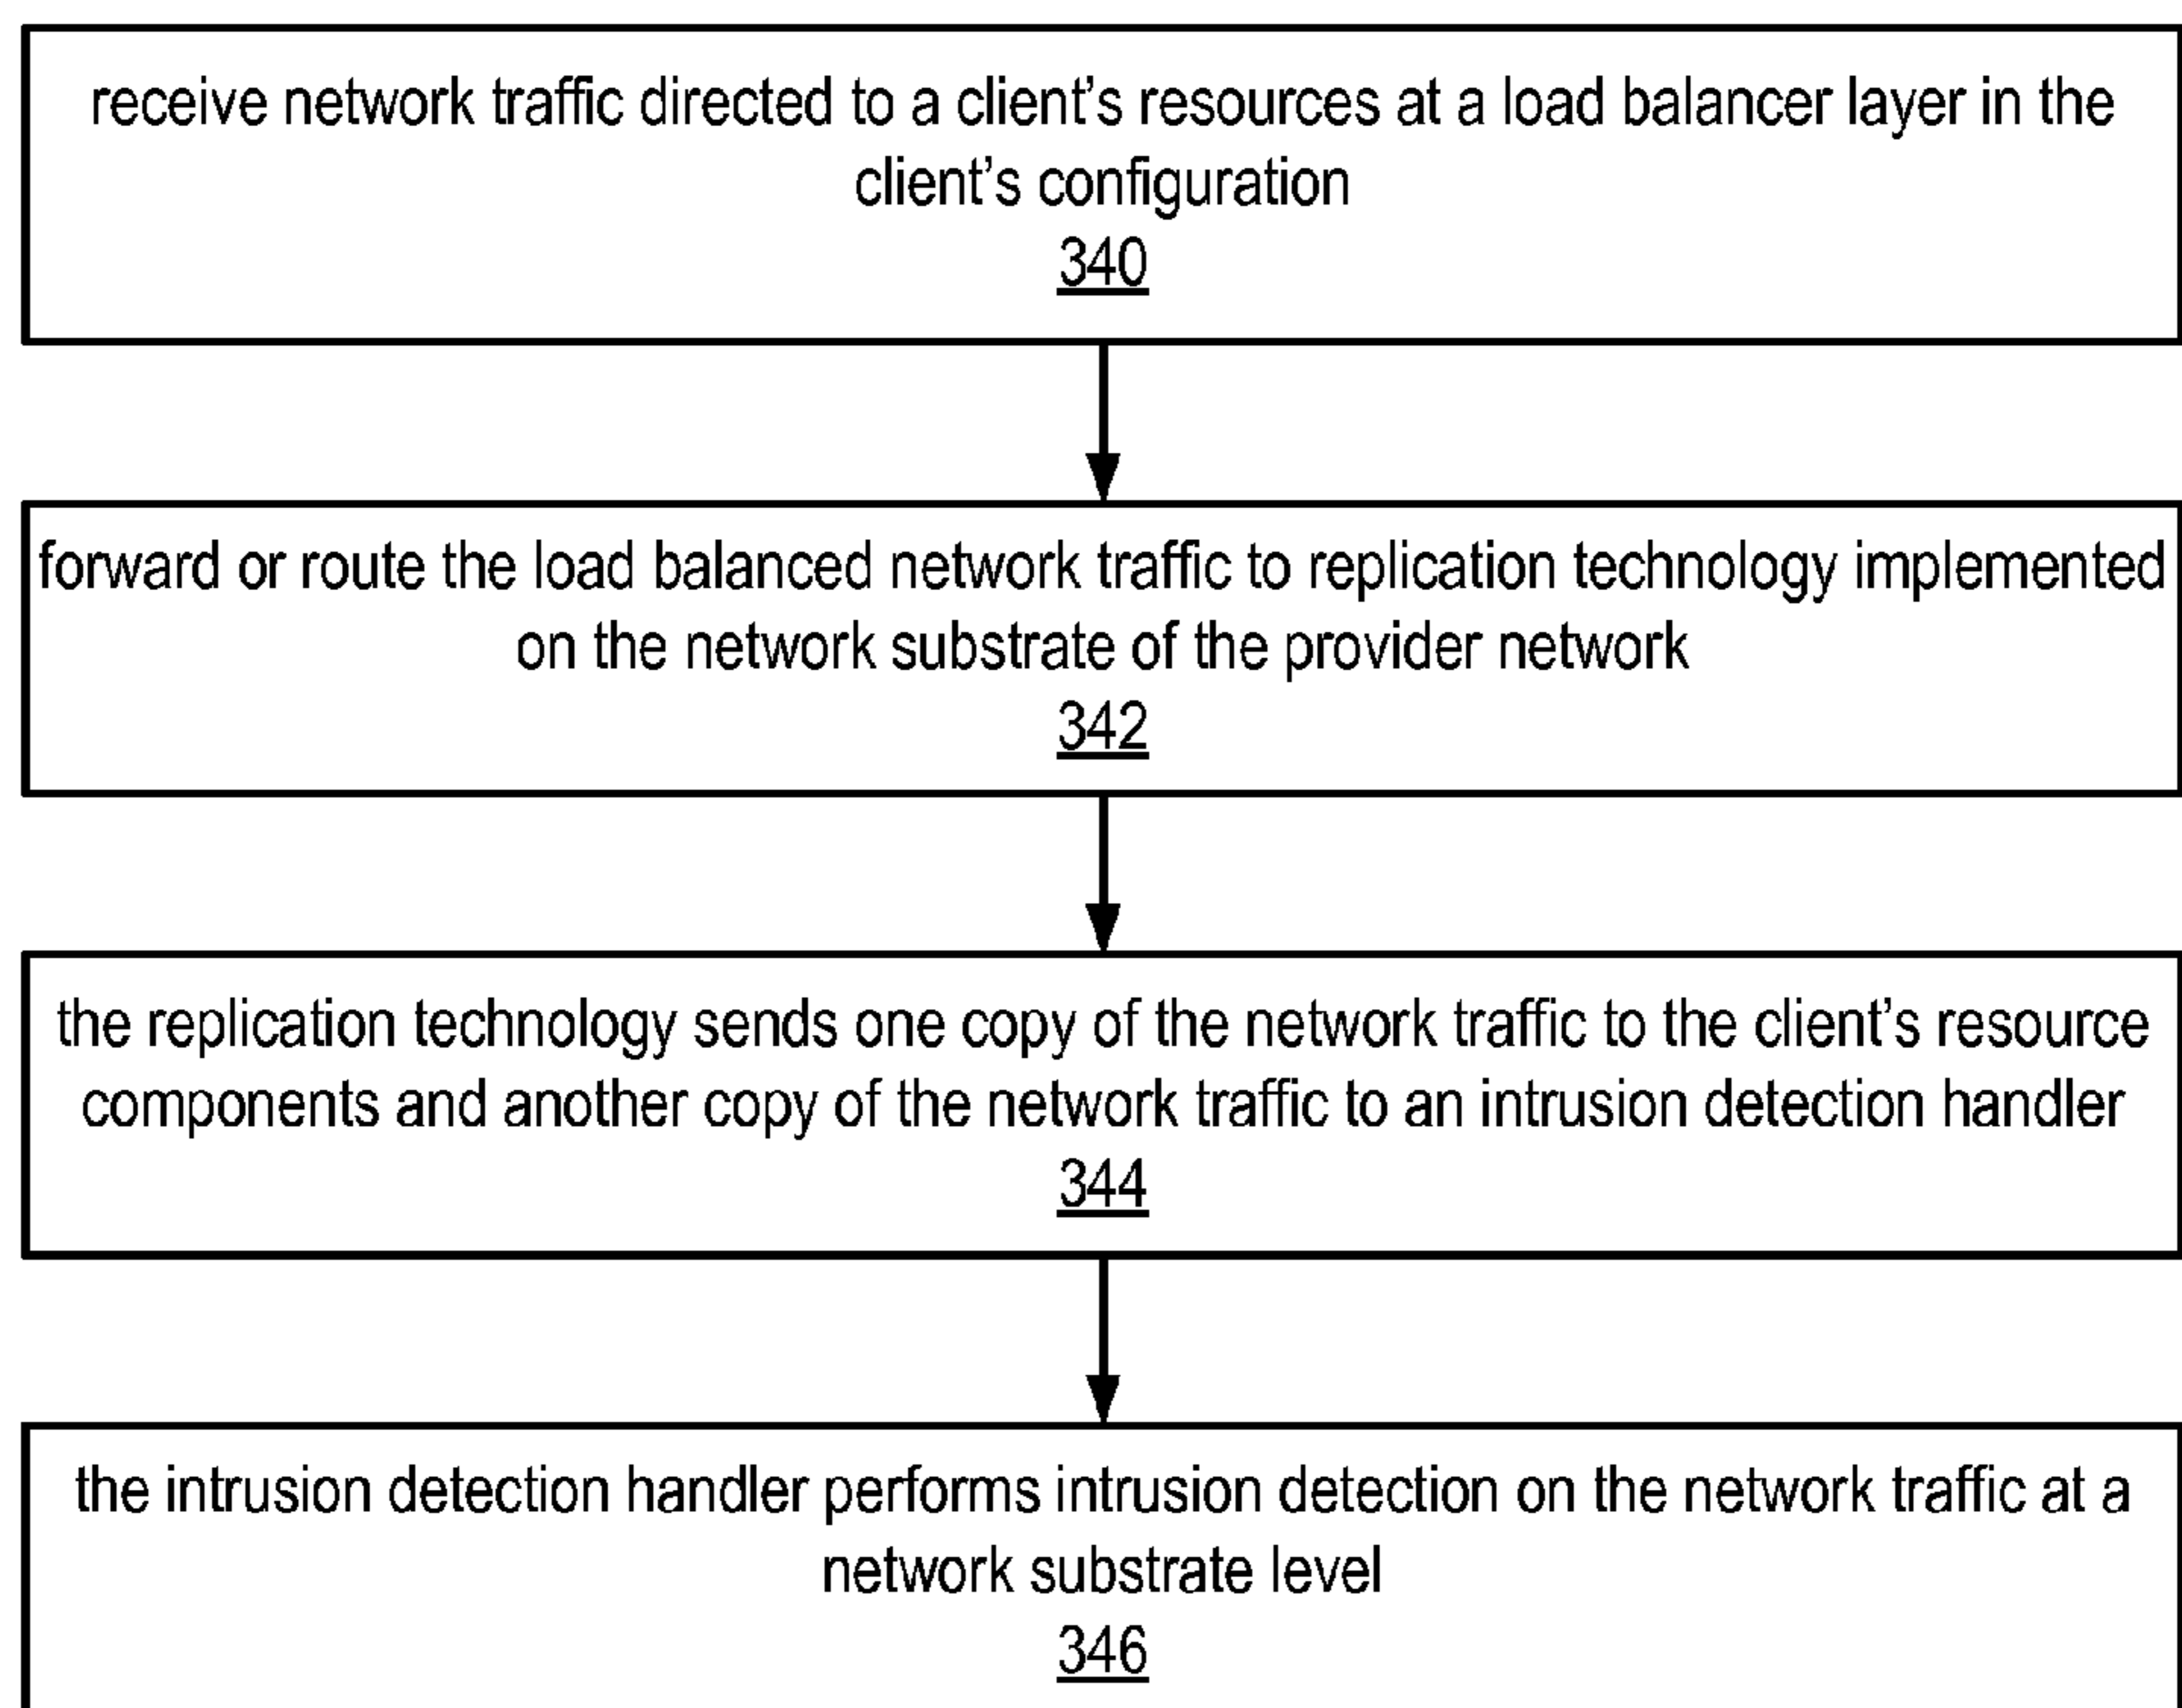 receive network traffic directed to a client's resources at a load balancer layer in the
client's configuration
340
forward or route the load balanced network traffic to replication technology implemented
on the network substrate of the provider network
342
the replication technology sends one copy of the network traffic to the client's resource
components and another copy of the network traffic to an intrusion detection handler
344
the intrusion detection handler performs intrusion detection on the network traffic at a
network substrate level
346